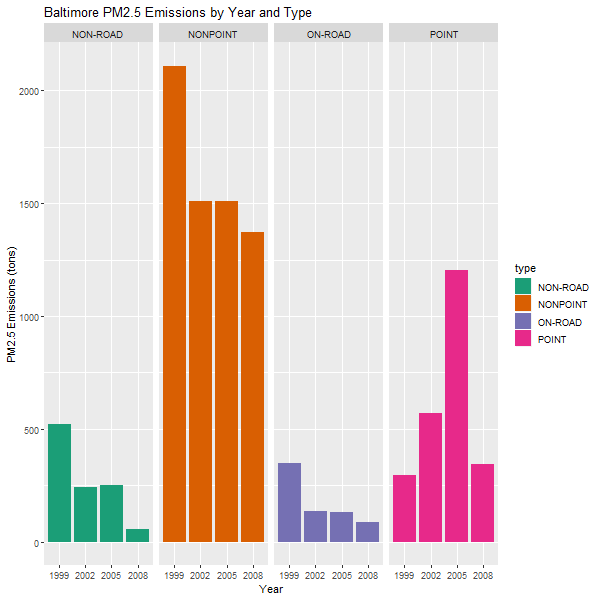 Baltimore PM2.5 Emissions by Year and Type
NON-ROAD NONPOINT ON-ROAD POINT
2000
1500
1000
500
0
PM2.5 Emissions (tons)
1999 2002 2005 2008 1999 2002 2005 2008 1999 2002 2005 2008 1999 2002 2005 2008
Year
type
NON-ROAD
NONPOINT
ON-ROAD
POINT